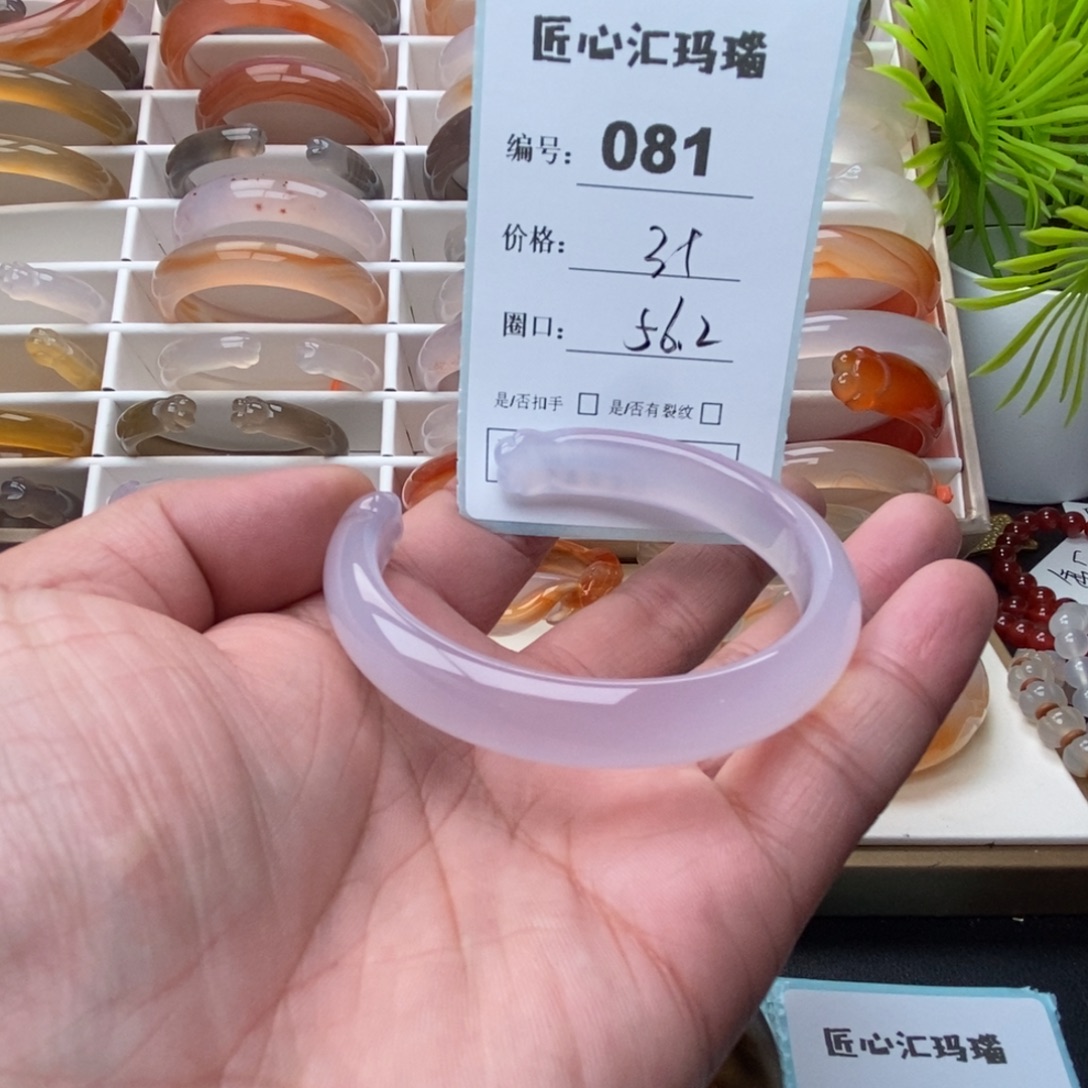 匠心汇玛瑙
编号: 081
价格:
圈口: 56.2
是/否扣手 □ 是/否有裂纹 □
匠心汇玛瑙